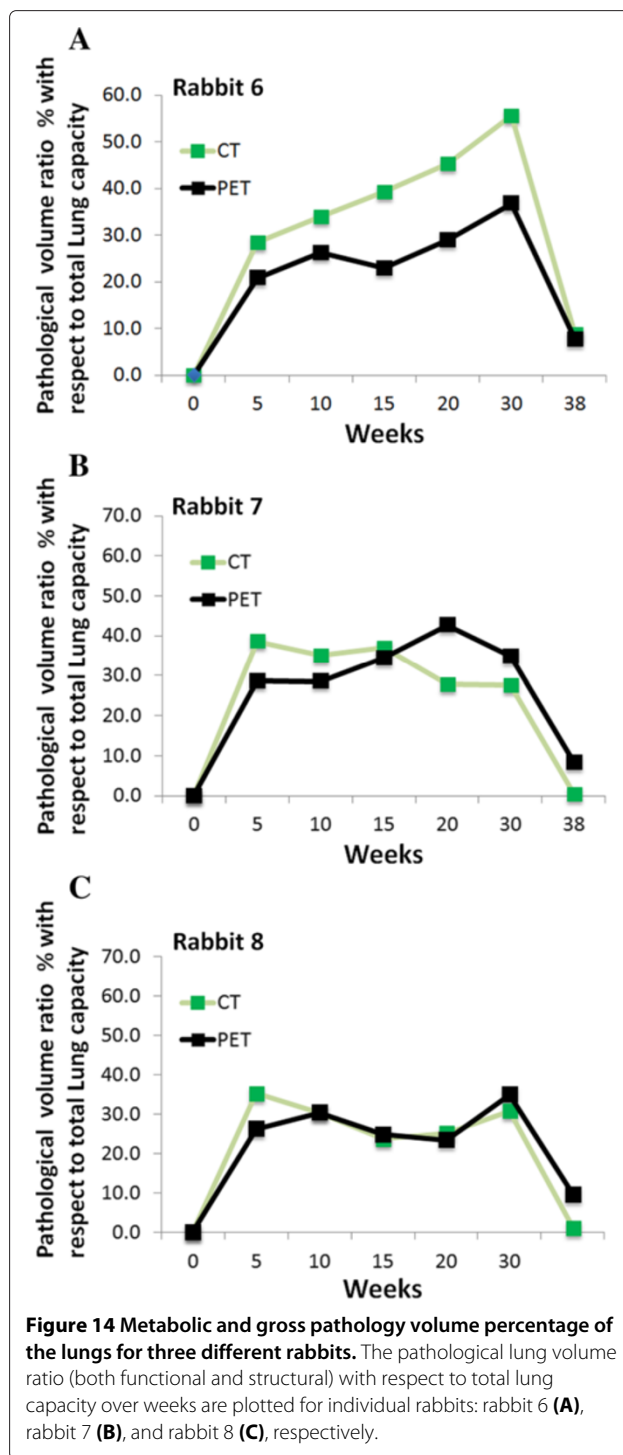 A
Rabbit 6
Pathological volume ratio % with
respect to total Lung capacity
60.0
50.0
40.0
30.0
20.0
10.0
0.0
CT
PET
0 5 10 15 20 30 38
Weeks
B
Rabbit 7
Pathological volume ratio % with
respect to total Lung capacity
70.0
60.0
50.0
40.0
30.0
20.0
10.0
0.0
CT
PET
0 5 10 15 20 30 38
Weeks
C
Rabbit 8
Pathological volume ratio % with
respect to total Lung capacity
70.0
60.0
50.0
40.0
30.0
20.0
10.0
0.0
CT
PET
0 5 10 15 20 30
Weeks
Figure 14 Metabolic and gross pathology volume percentage of
the lungs for three different rabbits. The pathological lung volume
ratio (both functional and structural) with respect to total lung
capacity over weeks are plotted for individual rabbits: rabbit 6 (A),
rabbit 7 (B), and rabbit 8 (C), respectively.